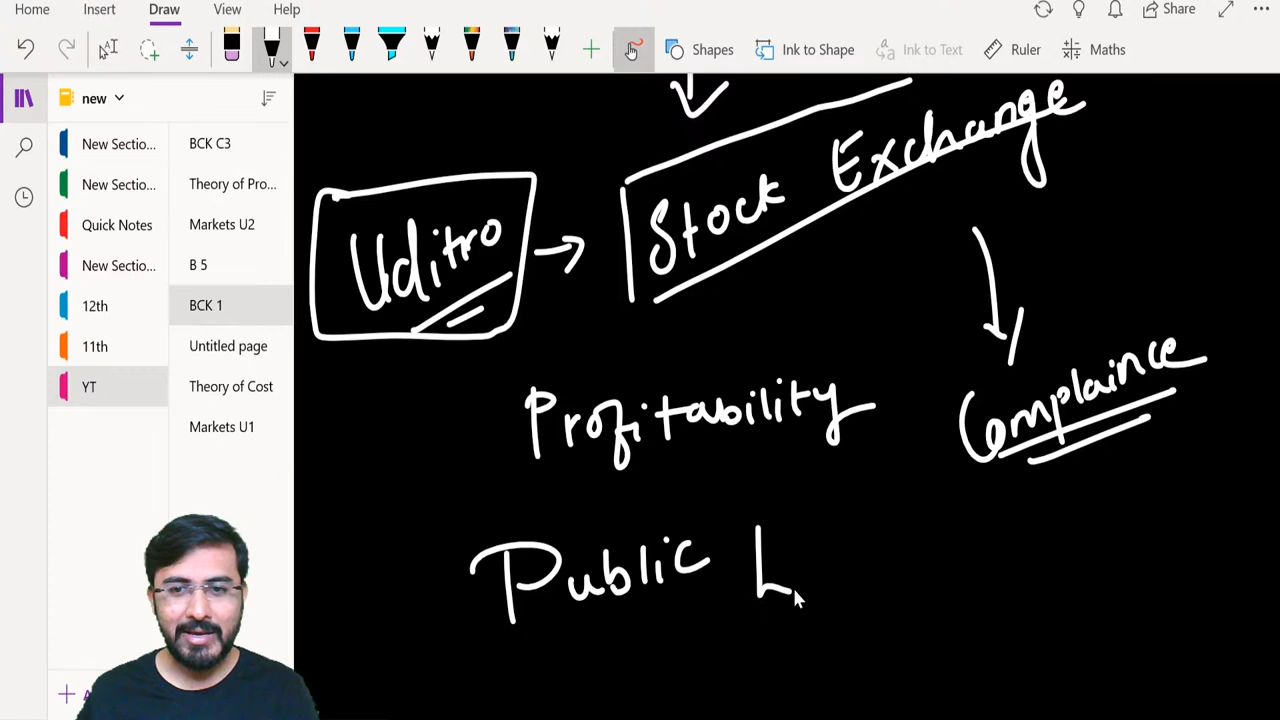 Home Insert Draw View Help
Share
Shapes Ink to Shape Ink to Text Ruler Maths
new
New Sectio...
New Sectio...
Quick Notes
New Sectio...
12th
11th
YT
BCK C3
Theory of Pro...
Markets U2
B 5
BCK 1
Untitled page
Theory of Cost
Markets U1
A
Stock Exchange
Uditro
Complaince
Profitability
Public L